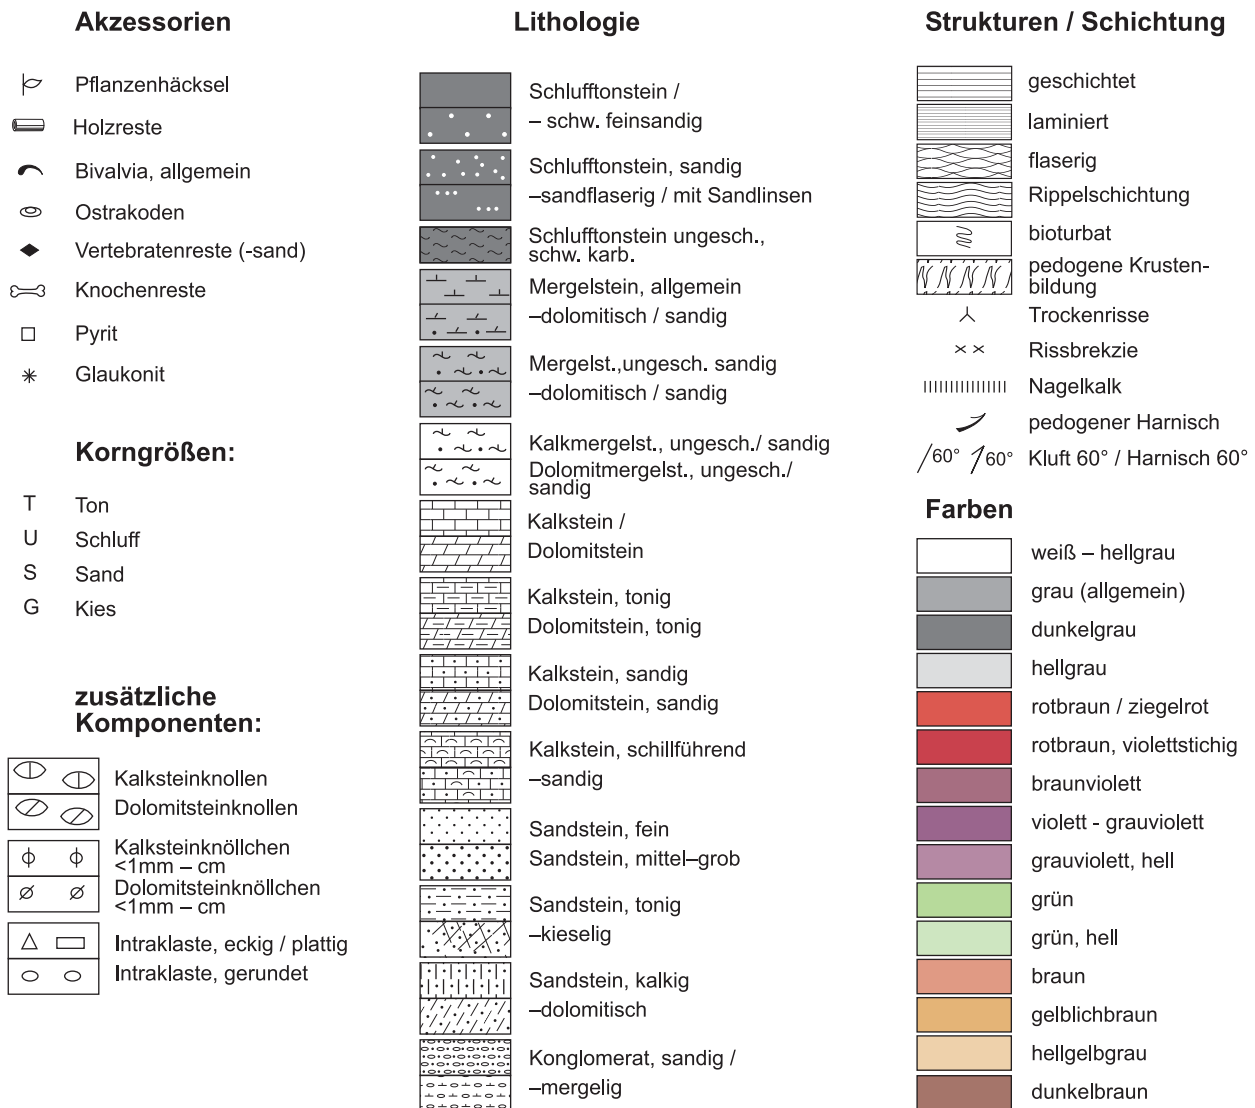 Akzessorien
Pflanzenhäcksel
Holzreste
Bivalvia, allgemein
Ostrakoden
Vertebratenreste (-sand)
Knochenreste
Pyrit
Glaukonit
Korngrößen:
T Ton
U Schluff
S Sand
G Kies
zusätzliche
Komponenten:
Kalksteinknollen
Dolomitsteinknollen
Kalksteinknöllchen
<1mm – cm
Dolomitsteinknöllchen
<1mm – cm
Intraklaste, eckig / plattig
Intraklaste, gerundet
Lithologie
Schlufftonstein /
– schw. feinsandig
Schlufftonstein, sandig
–sandflaserig / mit Sandlinsen
Schlufftonstein ungesch.,
schw. karb.
Mergelstein, allgemein
–dolomitisch / sandig
Mergelst.,ungesch. sandig
–dolomitisch / sandig
Kalkmergelst., ungesch./ sandig
Dolomitmergelst., ungesch./
sandig
Kalkstein /
Dolomitstein
Kalkstein, tonig
Dolomitstein, tonig
Kalkstein, sandig
Dolomitstein, sandig
Kalkstein, schillführend
–sandig
Sandstein, fein
Sandstein, mittel–grob
Sandstein, tonig
–kieselig
Sandstein, kalkig
–dolomitisch
Konglomerat, sandig /
–mergelig
Strukturen / Schichtung
geschichtet
laminiert
flaserig
Rippelschichtung
bioturbat
pedogene Krusten-
bildung
Trockenrisse
Rissbrekzie
Nagelkalk
pedogener Harnisch
60° 60° Kluft 60° / Harnisch 60°
Farben
weiß – hellgrau
grau (allgemein)
dunkelgrau
hellgrau
rotbraun / ziegelrot
rotbraun, violettstichig
braunviolett
violett - grauviolett
grauviolett, hell
grün
grün, hell
braun
gelblichbraun
hellgelbgrau
dunkelbraun